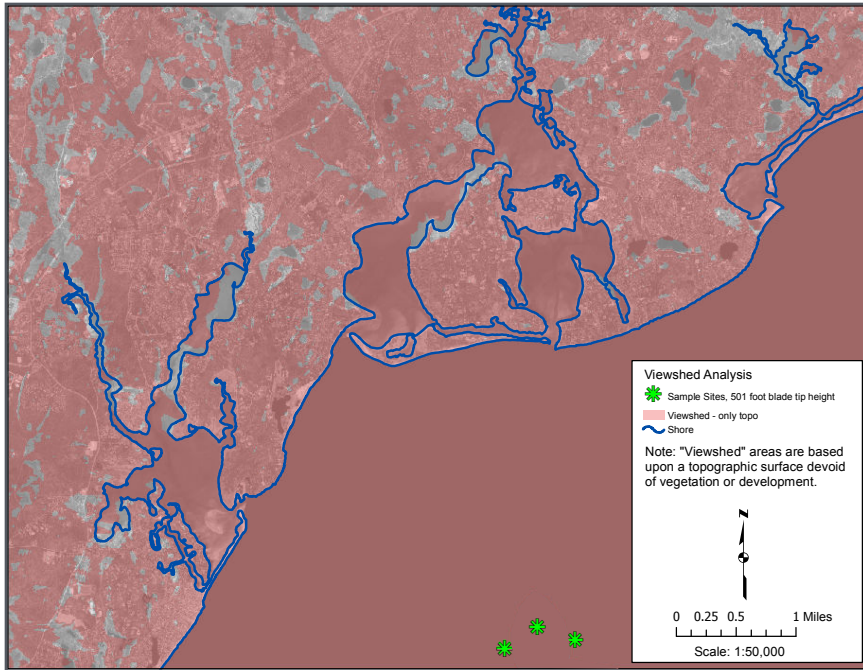 Viewshed Analysis
Sample Sites, 501 foot blade tip height
Viewshed - only topo
Shore
Note: "Viewshed" areas are based
upon a topographic surface devoid
of vegetation or development.
N
0 0.25 0.5 1 Miles
Scale: 1:50,000